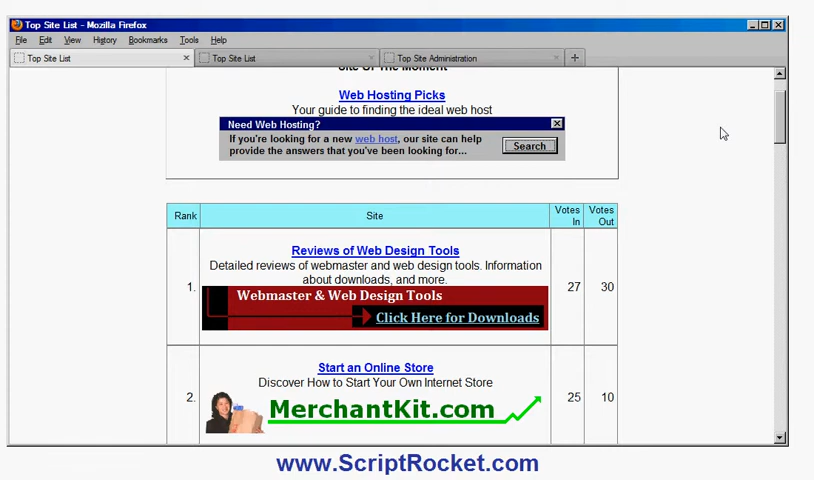 Top Site List - Mozilla Firefox
File Edit View History Bookmarks Tools Help
Top Site List Top Site List Top Site Administration
Site Of The Moment
Web Hosting Picks
Your guide to finding the ideal web host
Need Web Hosting?
If you're looking for a new web host, our site can help
provide the answers that you've been looking for...
Search
Rank Site Votes In Votes Out
Reviews of Web Design Tools
Detailed reviews of webmaster and web design tools. Information
about downloads, and more.
1. 27 30
Webmaster & Web Design Tools
Click Here for Downloads
Start an Online Store
Discover How to Start Your Own Internet Store
2. 25 10
MerchantKit.com
www.ScriptRocket.com